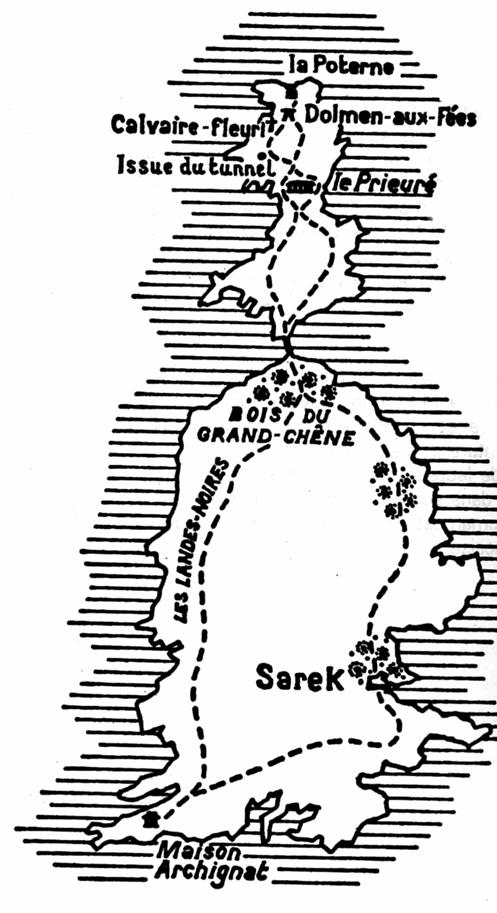 la Poterne
Dolmen-aux-Fées
Calvaire-fleuri
Issue du tunnel
le Prieuré
BOIS DU
GRAND-CHÊNE
LES LANDES-NOIRES
Sarek
Maison
Archignat